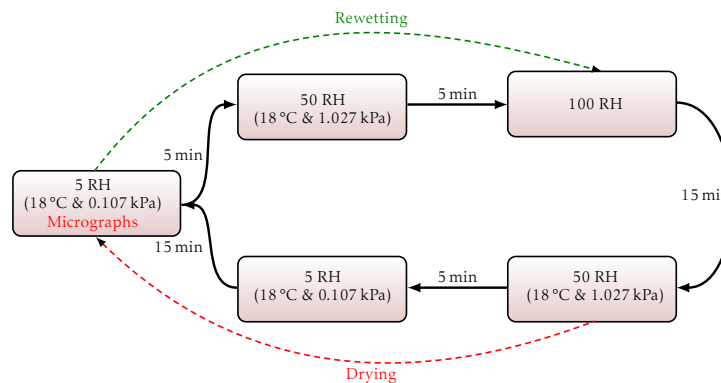 Rewetting
50 RH
(18 °C & 1.027 kPa)
5 min
100 RH
5 min
5 RH
(18 °C & 0.107 kPa)
Micrographs
15 mi
15 min
5 RH
(18 °C & 0.107 kPa)
5 min
50 RH
(18 °C & 1.027 kPa)
Drying